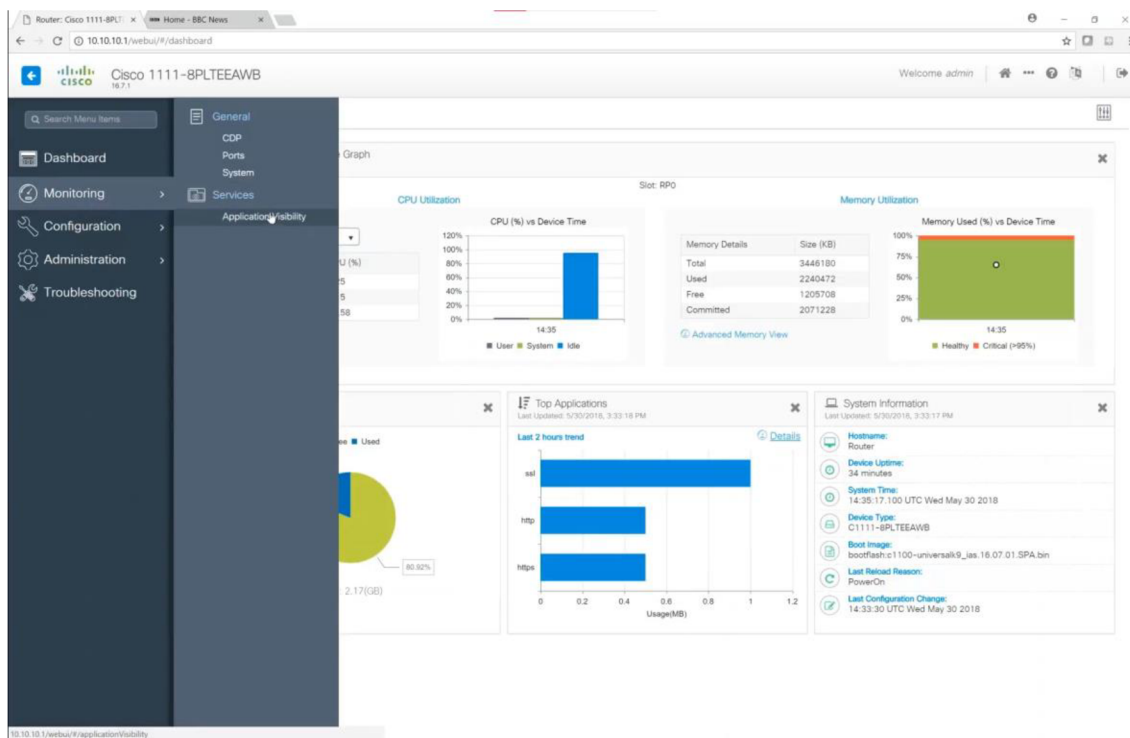 Router: Cisco 1111-8PLT
Home - BBC News
10.10.10.1/webui/#/dashboard
cisco
Cisco 1111-8PLTEEAWB
16.7.1
Welcome admin
Search Menu Items
Dashboard
Monitoring
Configuration
Administration
Troubleshooting
General
CDP
Ports
System
Services
ApplicationVisibility
Graph
Slot: RP0
CPU Utilization
Memory Utilization
U (%)
.58
CPU (%) vs Device Time
120%
100%
80%
60%
40%
20%
0%
14:35
User System Idle
Memory Details Size (KB)
Total 3446180
Used 2240472
Free 1205708
Committed 2071228
Advanced Memory View
Memory Used (%) vs Device Time
100%
75%
50%
25%
0%
14:35
Healthy Critical (>95%)
ee Used
80.92%
2.17(GB)
Top Applications
Last Updated: 5/30/2018, 3:33:18 PM
Last 2 hours trend Details
ssl
http
https
0 0.2 0.4 0.6 0.8 1 1.2
Usage(MB)
System Information
Last Updated: 5/30/2018, 3:33:17 PM
Hostname:
Router
Device Uptime:
34 minutes
System Time:
14:35:17.100 UTC Wed May 30 2018
Device Type:
C1111-8PLTEEAWB
Boot Image:
bootflash:c1100-universalk9_ias.16.07.01.SPA.bin
Last Reload Reason:
PowerOn
Last Configuration Change:
14:33:30 UTC Wed May 30 2018
10.10.10.1/webui/#/applicationVisibility